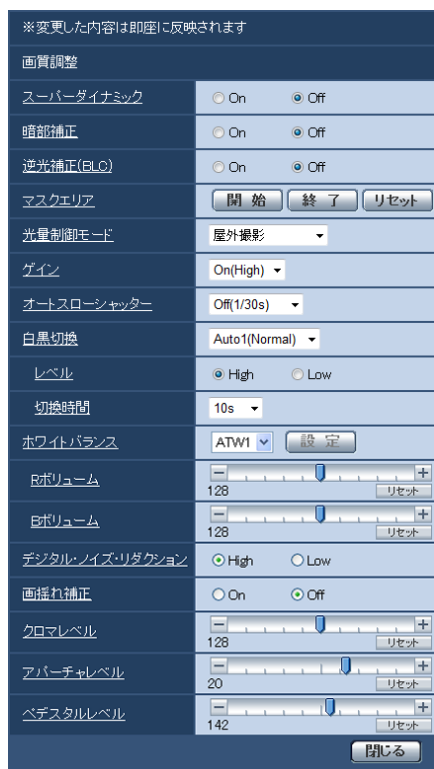 ※変更した内容は即座に反映されます
画質調整
スーパーダイナミック On Off
暗部補正 On Off
逆光補正(BLC) On Off
マスクエリア 開 始 終 了 リセット
光量制御モード 屋外撮影
ゲイン On(High)
オートスローシャッター Off(1/30s)
白黒切換 Auto1(Normal)
レベル High Low
切換時間 10s
ホワイトバランス ATW1 設 定
Rボリューム − +
128 リセット
Bボリューム − +
128 リセット
デジタル・ノイズ・リダクション High Low
画揺れ補正 On Off
クロマレベル − +
128 リセット
アパーチャレベル − +
20 リセット
ペデスタルレベル − +
142 リセット
閉じる